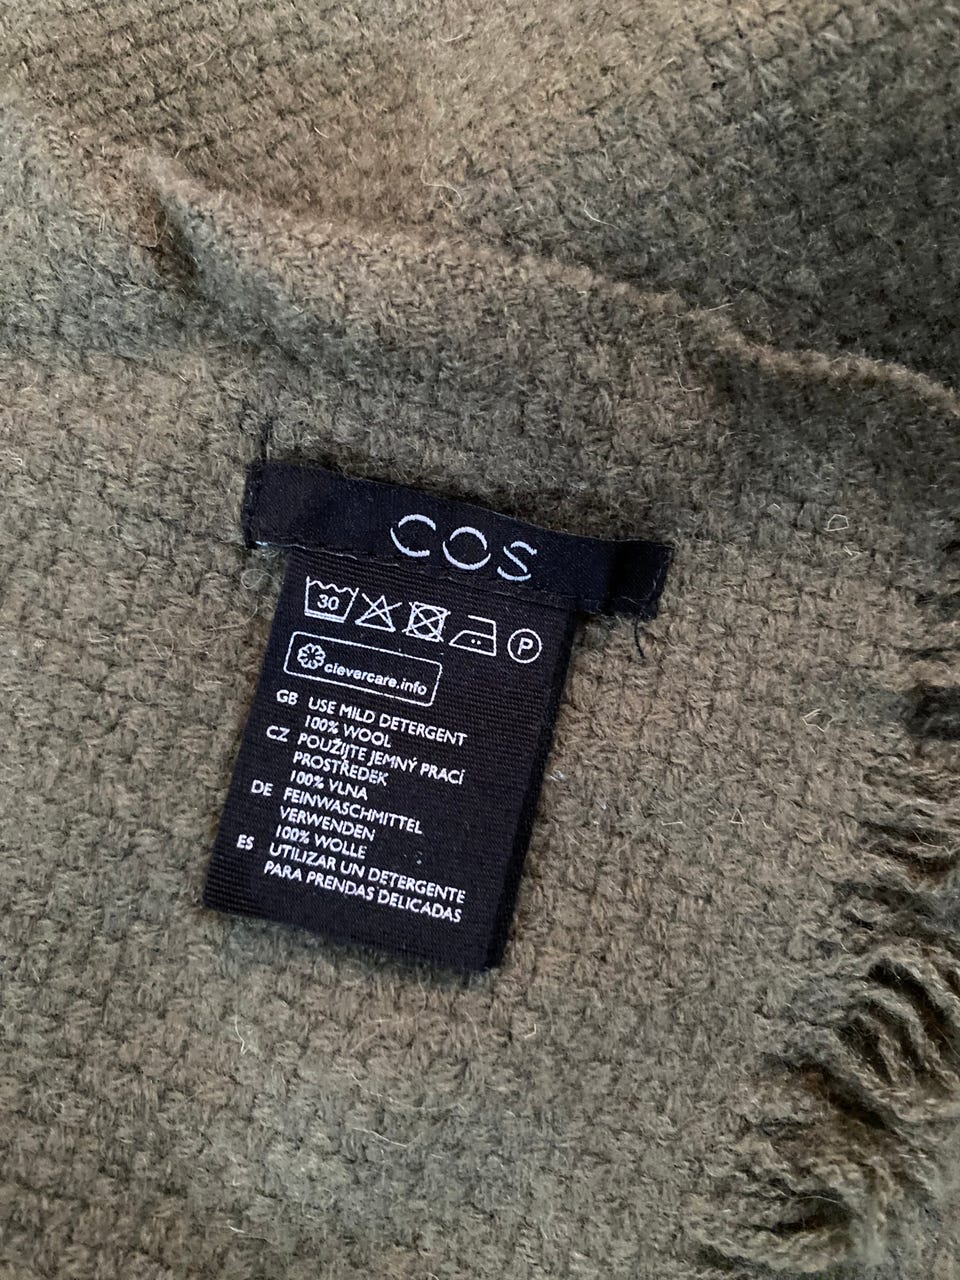 COS
30 P
clevercare.info
GB USE MILD DETERGENT
100% WOOL
CZ POUŽIJTE JEMNÝ PRACÍ
PROSTŘEDEK
100% VLNA
DE FEINWASCHMITTEL
VERWENDEN
100% WOLLE
ES UTILIZAR UN DETERGENTE
PARA PRENDAS DELICADAS